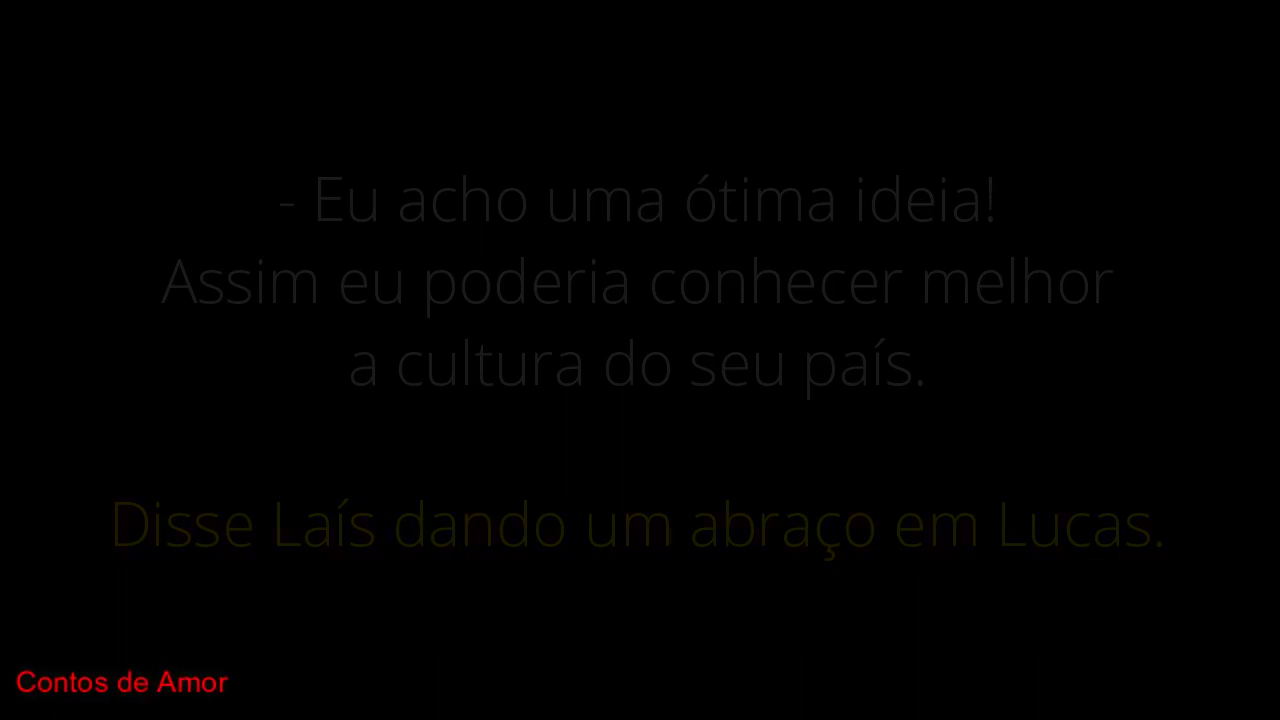 - Eu acho uma ótima ideia!
Assim eu poderia conhecer melhor
a cultura do seu país.
Disse Laís dando um abraço em Lucas.
Contos de Amor